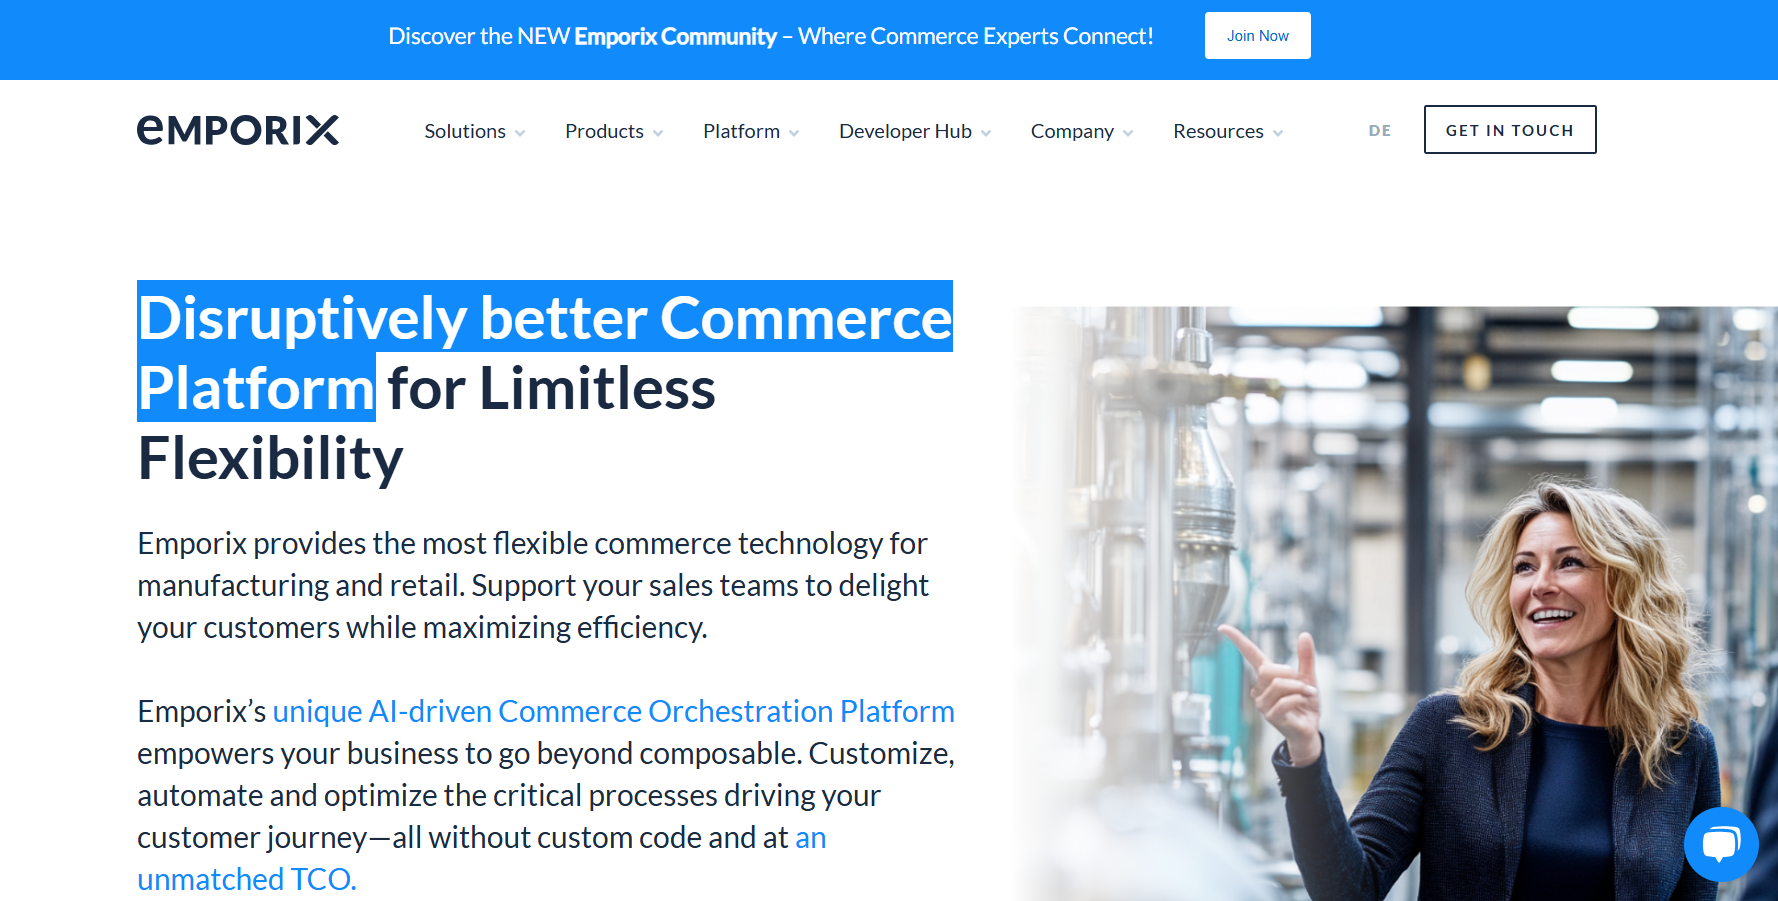 Discover the NEW Emporix Community – Where Commerce Experts Connect!
Join Now
eMPORIX
Solutions
Products
Platform
Developer Hub
Company
Resources
DE
GET IN TOUCH
Disruptively better Commerce
Platform for Limitless
Flexibility
Emporix provides the most flexible commerce technology for
manufacturing and retail. Support your sales teams to delight
your customers while maximizing efficiency.
Emporix’s unique AI-driven Commerce Orchestration Platform
empowers your business to go beyond composable. Customize,
automate and optimize the critical processes driving your
customer journey—all without custom code and at an
unmatched TCO.